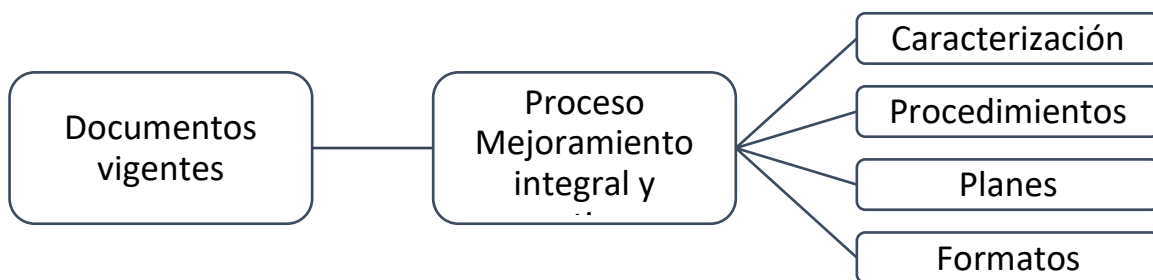 Documentos
vigentes
Proceso
Mejoramiento
integral y
Caracterización
Procedimientos
Planes
Formatos